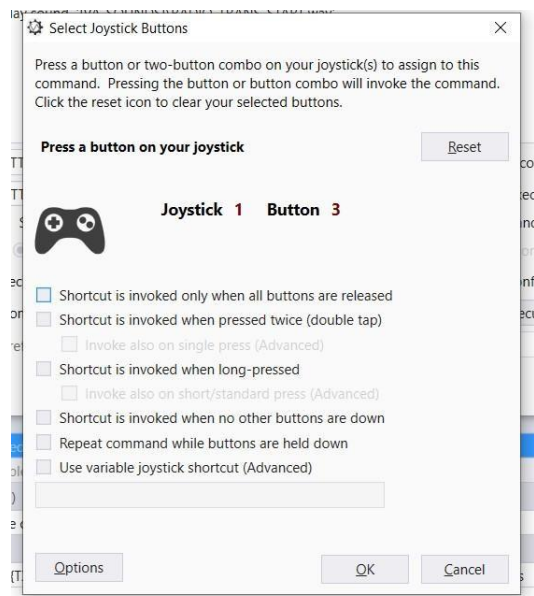 Select Joystick Buttons
Press a button or two-button combo on your joystick(s) to assign to this
command. Pressing the button or button combo will invoke the command.
Click the reset icon to clear your selected buttons.
Press a button on your joystick
Reset
Joystick 1 Button 3
Shortcut is invoked only when all buttons are released
Shortcut is invoked when pressed twice (double tap)
Invoke also on single press (Advanced)
Shortcut is invoked when long-pressed
Invoke also on short/standard press (Advanced)
Shortcut is invoked when no other buttons are down
Repeat command while buttons are held down
Use variable joystick shortcut (Advanced)
Options
OK
Cancel